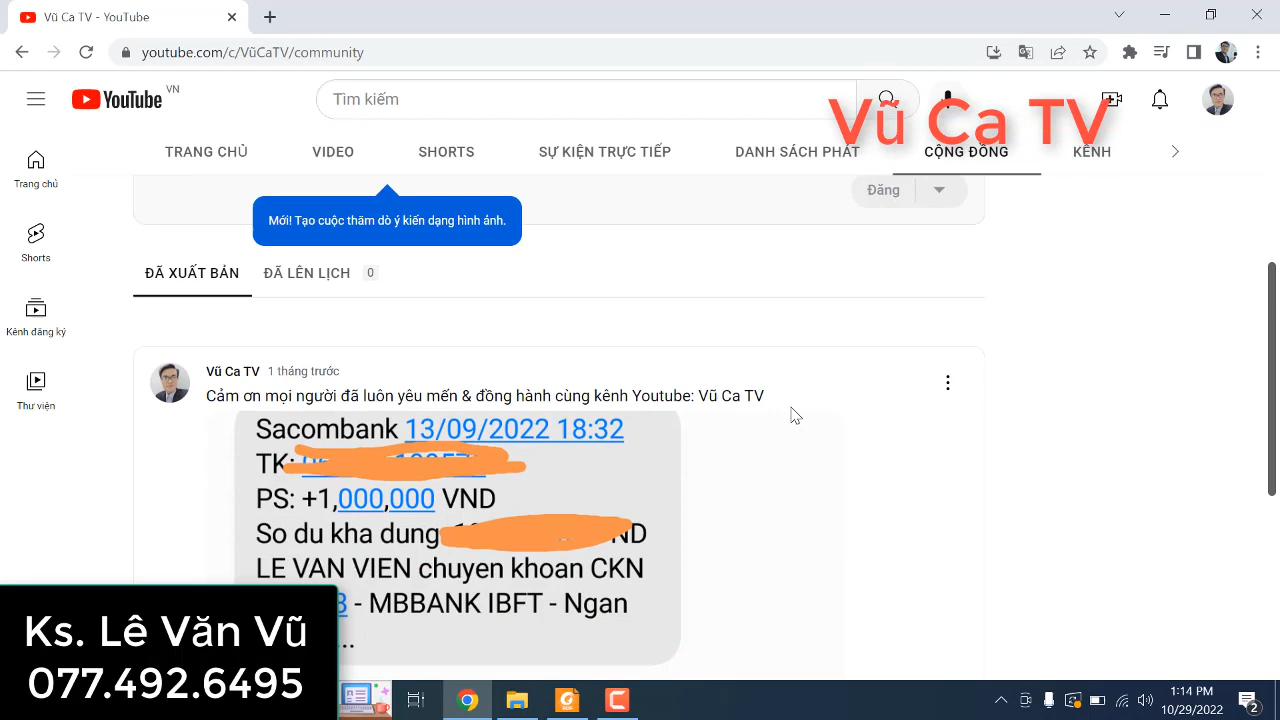 Vũ Ca TV - YouTube
youtube.com/c/VũCaTV/community
YouTube VN
Tìm kiếm
Vũ Ca TV
TRANG CHỦ VIDEO SHORTS SỰ KIỆN TRỰC TIẾP DANH SÁCH PHÁT CỘNG ĐỒNG KÊNH
Trang chủ
Shorts
Kênh đăng ký
Thư viện
Đăng
Mới! Tạo cuộc thăm dò ý kiến dạng hình ảnh.
ĐÃ XUẤT BẢN ĐÃ LÊN LỊCH 0
Vũ Ca TV 1 tháng trước
Cảm ơn mọi người đã luôn yêu mến & đồng hành cùng kênh Youtube: Vũ Ca TV
Sacombank 13/09/2022 18:32
TK:
PS: +1,000,000 VND
So du kha dung
LE VAN VIEN chuyen khoan CKN
- MBBANK IBFT - Ngan
...
Ks. Lê Văn Vũ
077.492.6495
1:14 PM
10/29/2022
2